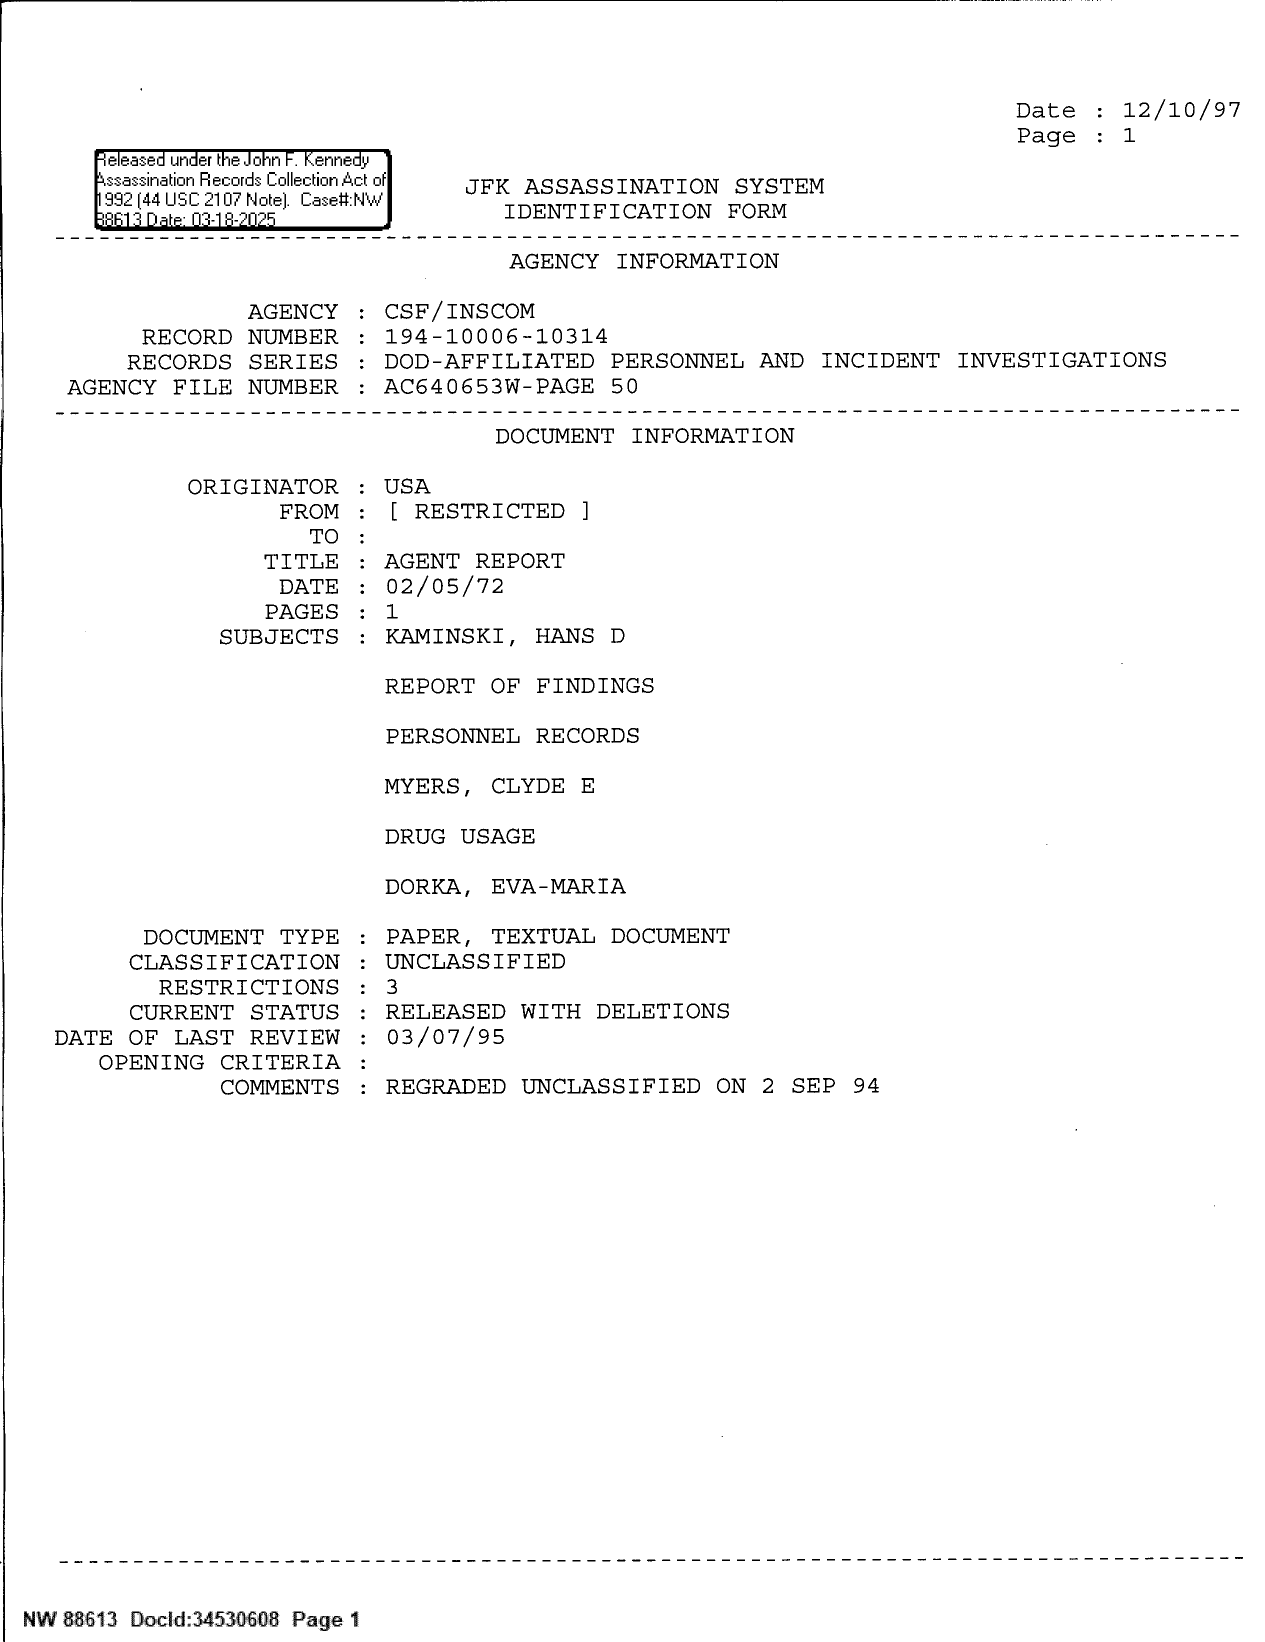 Date : 12/10/97
Page : 1
Released under the John F. Kennedy
Assassination Records Collection Act of
1992 (44 USC 2107 Note). Case#:NW
88613 Date: 03-18-2025
JFK ASSASSINATION SYSTEM
IDENTIFICATION FORM
AGENCY INFORMATION
AGENCY : CSF/INSCOM
RECORD NUMBER : 194-10006-10314
RECORDS SERIES : DOD-AFFILIATED PERSONNEL AND INCIDENT INVESTIGATIONS
AGENCY FILE NUMBER : AC640653W-PAGE 50
DOCUMENT INFORMATION
ORIGINATOR : USA
FROM : [ RESTRICTED ]
TO :
TITLE : AGENT REPORT
DATE : 02/05/72
PAGES : 1
SUBJECTS : KAMINSKI, HANS D
REPORT OF FINDINGS
PERSONNEL RECORDS
MYERS, CLYDE E
DRUG USAGE
DORKA, EVA-MARIA
DOCUMENT TYPE : PAPER, TEXTUAL DOCUMENT
CLASSIFICATION : UNCLASSIFIED
RESTRICTIONS : 3
CURRENT STATUS : RELEASED WITH DELETIONS
DATE OF LAST REVIEW : 03/07/95
OPENING CRITERIA :
COMMENTS : REGRADED UNCLASSIFIED ON 2 SEP 94
NW 88613 DocId:34530608 Page 1